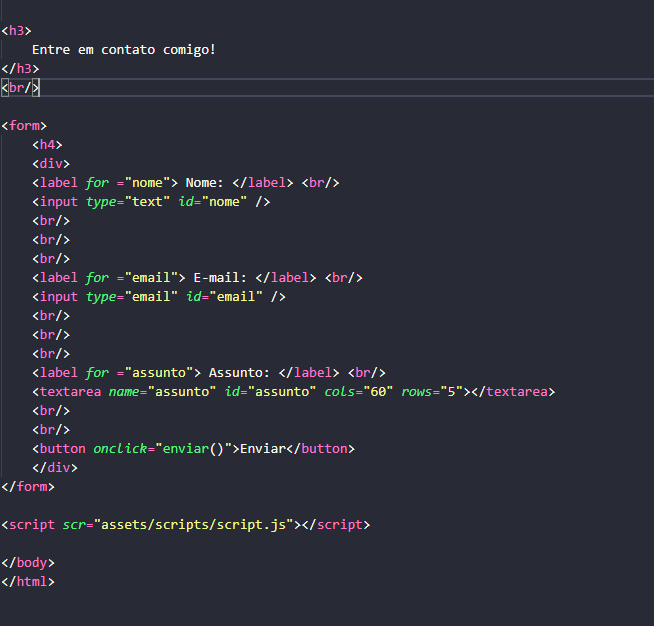 <h3>
    Entre em contato comigo!
</h3>
<br/>
<form>
    <h4>
    <div>
    <label for ="nome"> Nome: </label> <br/>
    <input type="text" id="nome" />
    <br/>
    <br/>
    <br/>
    <label for ="email"> E-mail: </label> <br/>
    <input type="email" id="email" />
    <br/>
    <br/>
    <br/>
    <label for ="assunto"> Assunto: </label> <br/>
    <textarea name="assunto" id="assunto" cols="60" rows="5"></textarea>
    <br/>
    <br/>
    <button onclick="enviar()">Enviar</button>
    </div>
</form>
<script scr="assets/scripts/script.js"></script>
</body>
</html>